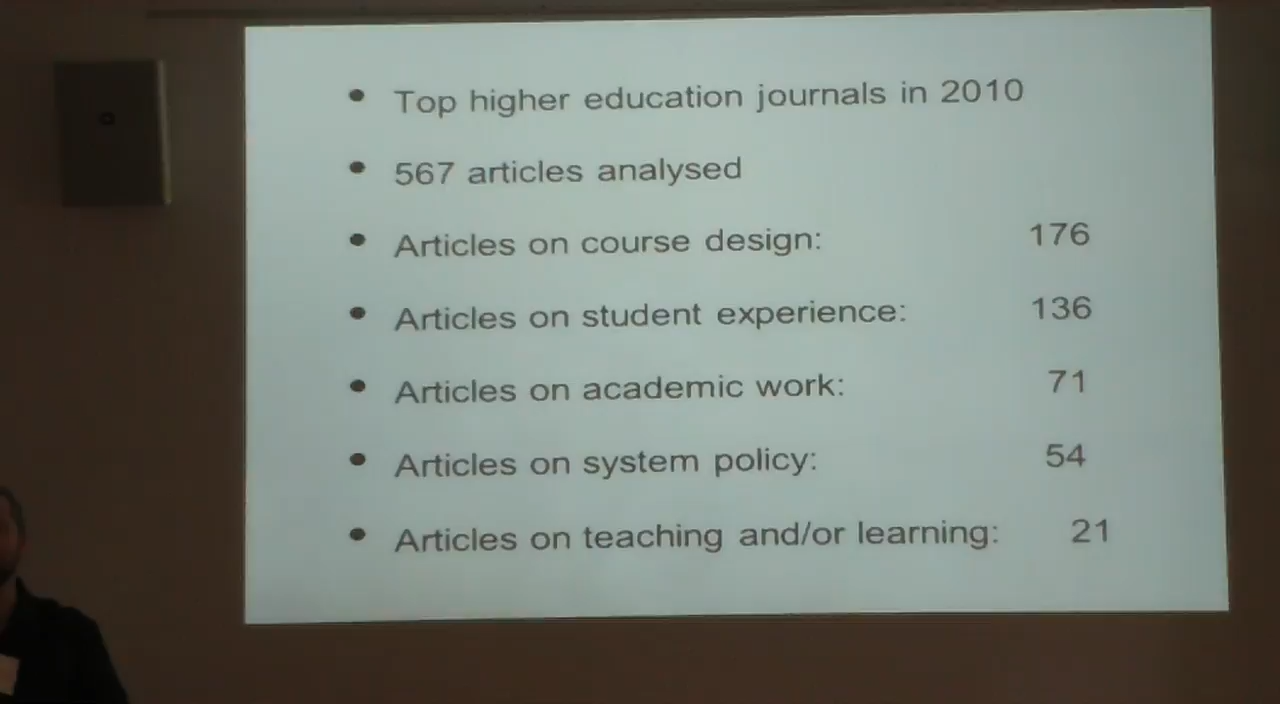 • Top higher education journals in 2010
• 567 articles analysed
• Articles on course design: 176
• Articles on student experience: 136
• Articles on academic work: 71
• Articles on system policy: 54
• Articles on teaching and/or learning: 21